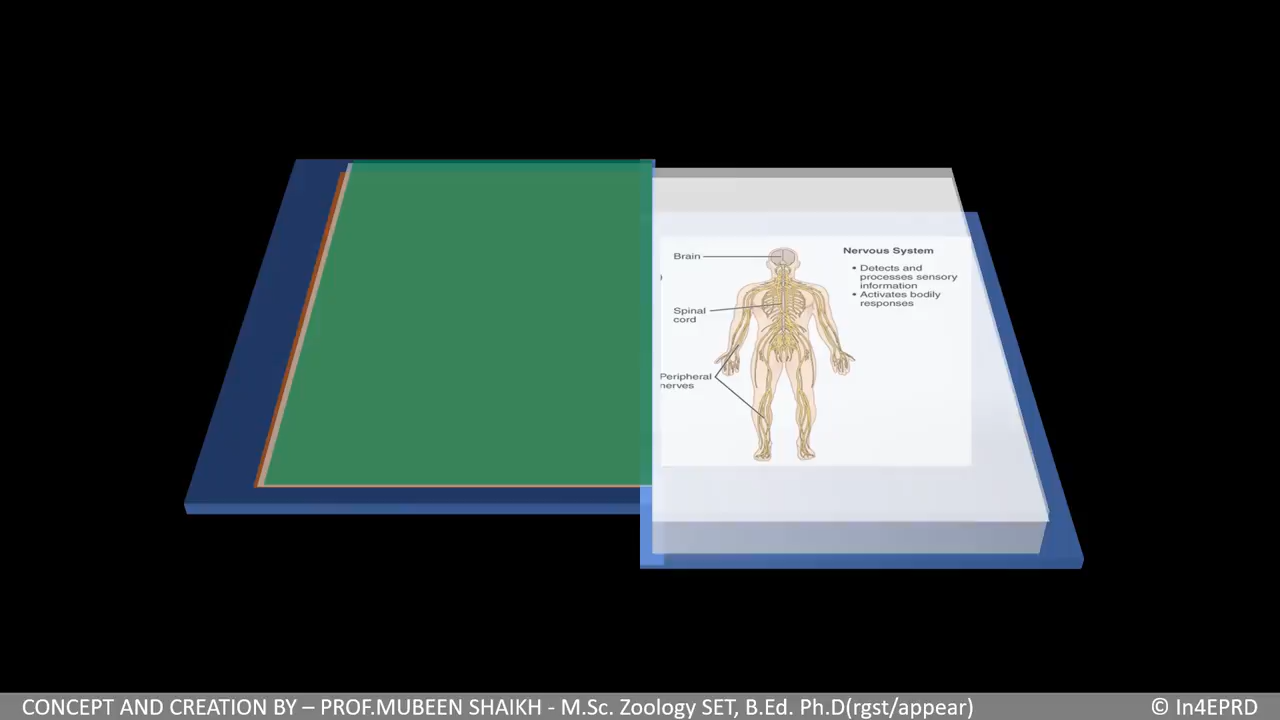 Brain
Spinal
cord
Peripheral
nerves
Nervous System
• Detects and
processes sensory
information
• Activates bodily
responses
CONCEPT AND CREATION BY – PROF.MUBEEN SHAIKH - M.Sc. Zoology SET, B.Ed. Ph.D(rgst/appear)
© In4EPRD